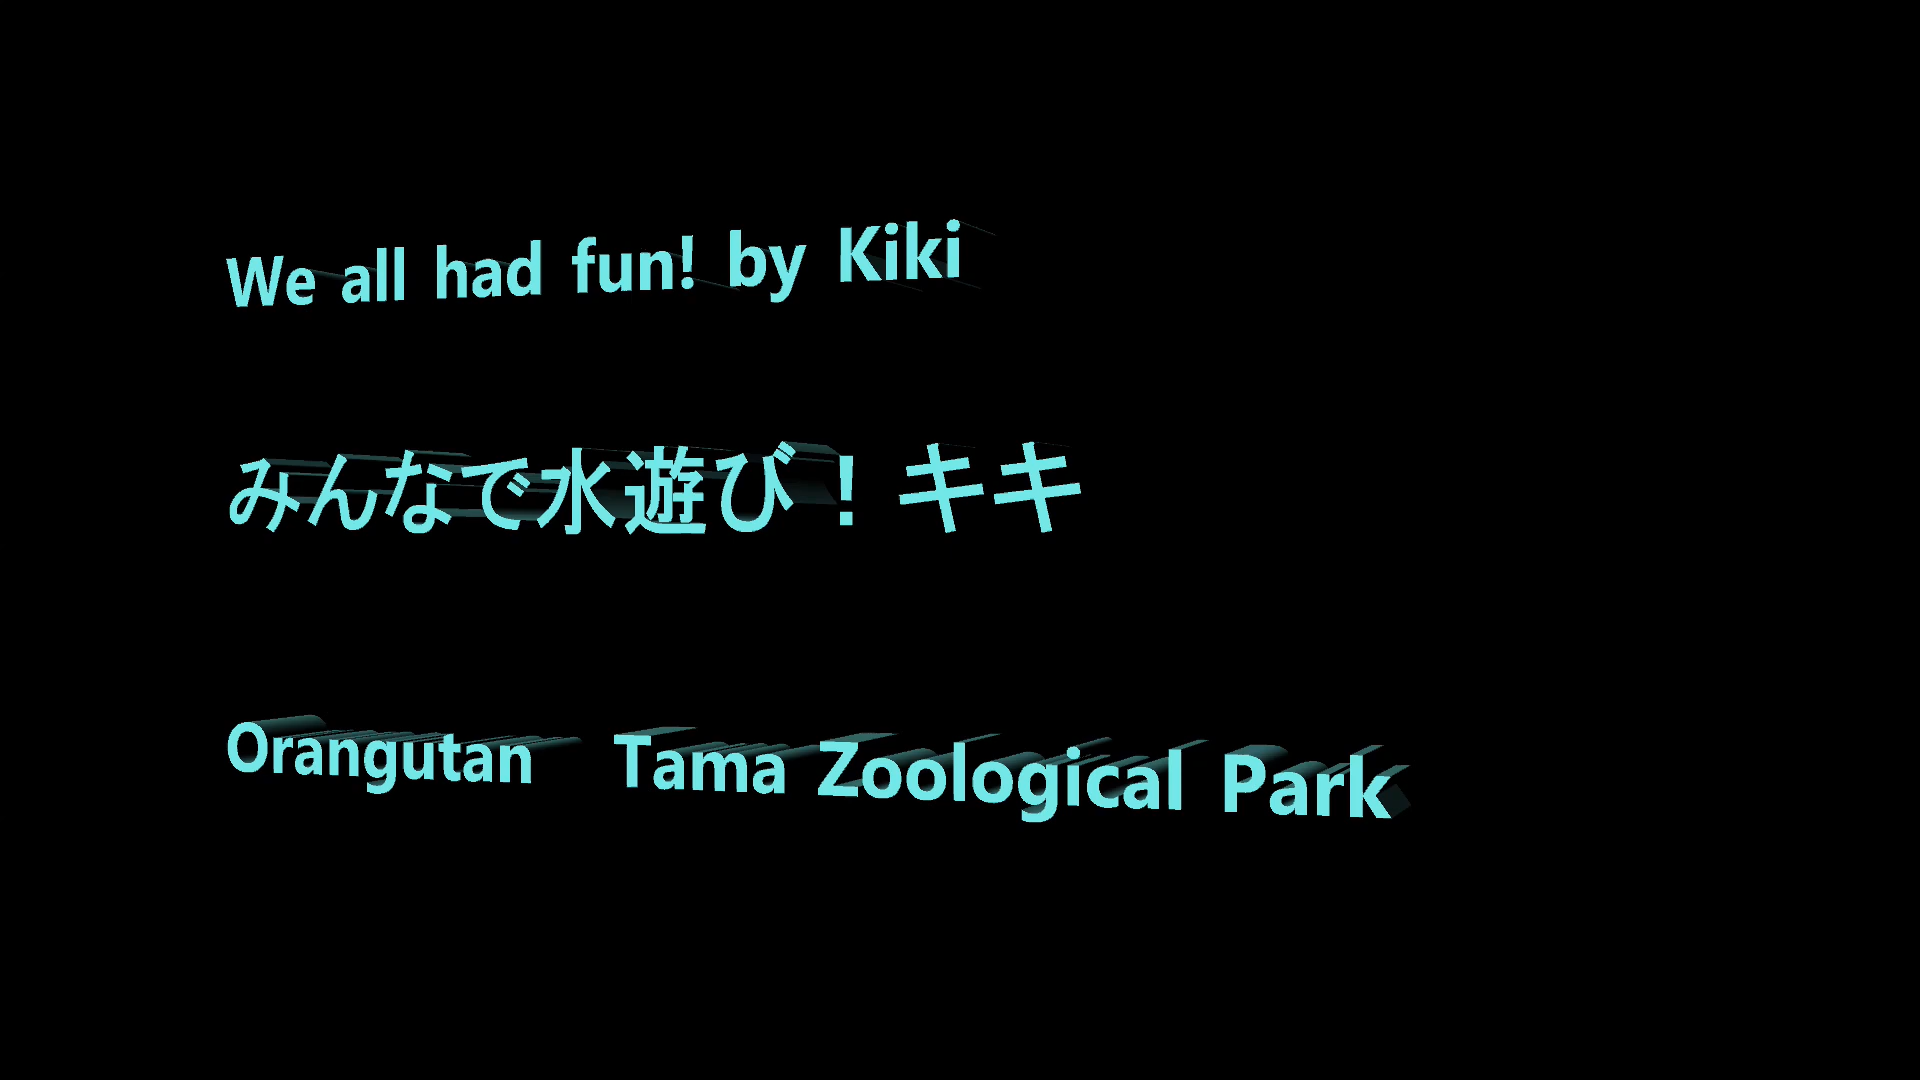 We all had fun! by Kiki
みんなで水遊び！キキ
Orangutan　Tama Zoological Park